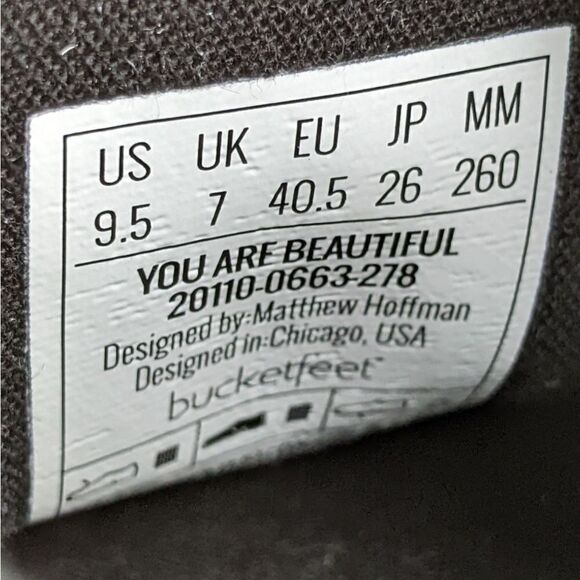 US UK EU JP MM
9.5 7 40.5 26 260
YOU ARE BEAUTIFUL
20110-0663-278
Designed by:Matthew Hoffman
Designed in:Chicago, USA
bucketfeet